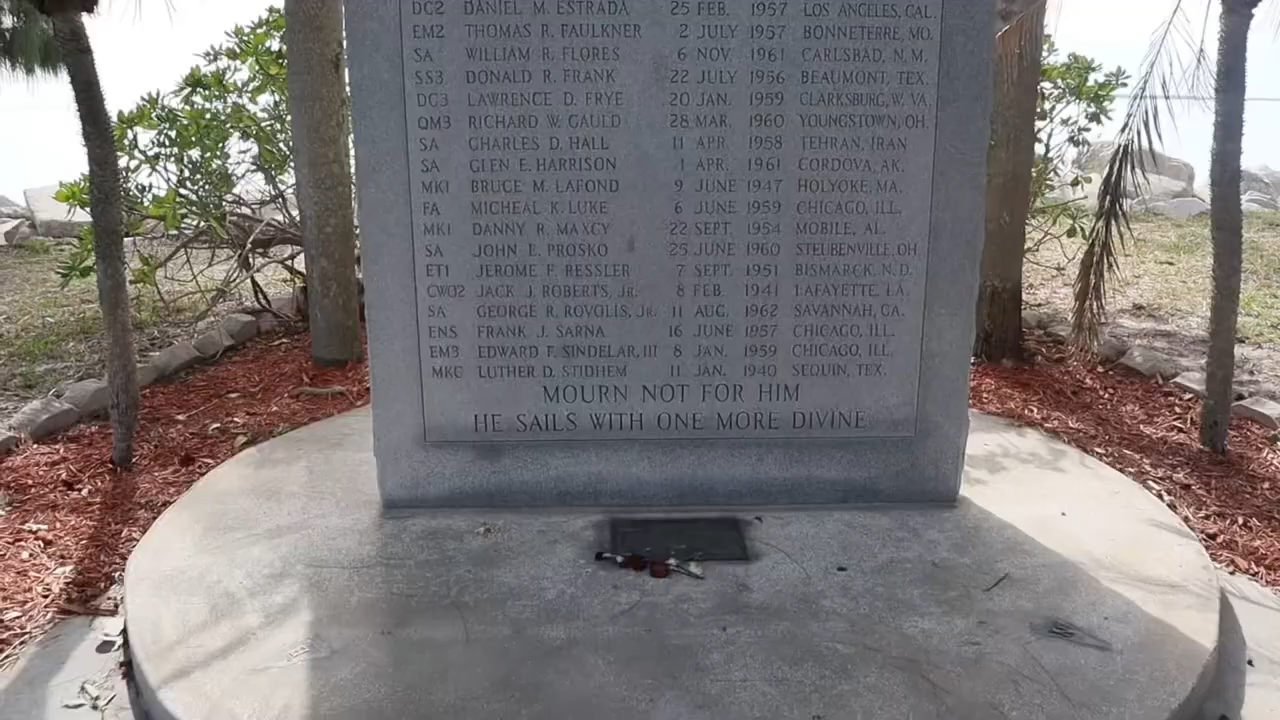 DC2 DANIEL M. ESTRADA 25 FEB. 1957 LOS ANGELES, CAL.
EM2 THOMAS R. FAULKNER 2 JULY 1957 BONNETERRE, MO.
SA WILLIAM R. FLORES 6 NOV. 1961 CARLSBAD, N.M.
SS3 DONALD R. FRANK 22 JULY 1956 BEAUMONT, TEX.
DC3 LAWRENCE D. FRYE 20 JAN. 1959 CLARKSBURG, W. VA.
QM3 RICHARD W. GAULD 28 MAR. 1960 YOUNGSTOWN, OH.
SA CHARLES D. HALL 11 APR. 1958 TEHRAN, IRAN
SA GLEN E. HARRISON 1 APR. 1961 CORDOVA, AK.
MK1 BRUCE M. LAFOND 9 JUNE 1947 HOLYOKE, MA.
FA MICHEAL K. LUKE 6 JUNE 1959 CHICAGO, ILL.
MK1 DANNY R. MAXCY 22 SEPT. 1954 MOBILE, AL.
SA JOHN E. PROSKO 25 JUNE 1960 STEUBENVILLE, OH.
ET1 JEROME F. RESSLER 7 SEPT. 1951 BISMARCK, N.D.
CWO2 JACK J. ROBERTS, JR. 8 FEB. 1941 LAFAYETTE, LA.
SA GEORGE R. ROVOLIS, JR. 11 AUG. 1962 SAVANNAH, GA.
ENS FRANK J. SARNA 16 JUNE 1957 CHICAGO, ILL.
EM3 EDWARD F. SINDELAR, III 8 JAN. 1959 CHICAGO, ILL.
MKC LUTHER D. STIDHEM 11 JAN. 1940 SEQUIN, TEX.
MOURN NOT FOR HIM
HE SAILS WITH ONE MORE DIVINE